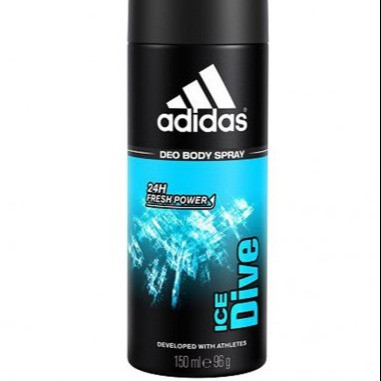 adidas
DEO BODY SPRAY
24H
FRESH POWER
ICE
Dive
DEVELOPED WITH ATHLETES
150 ml e 96 g